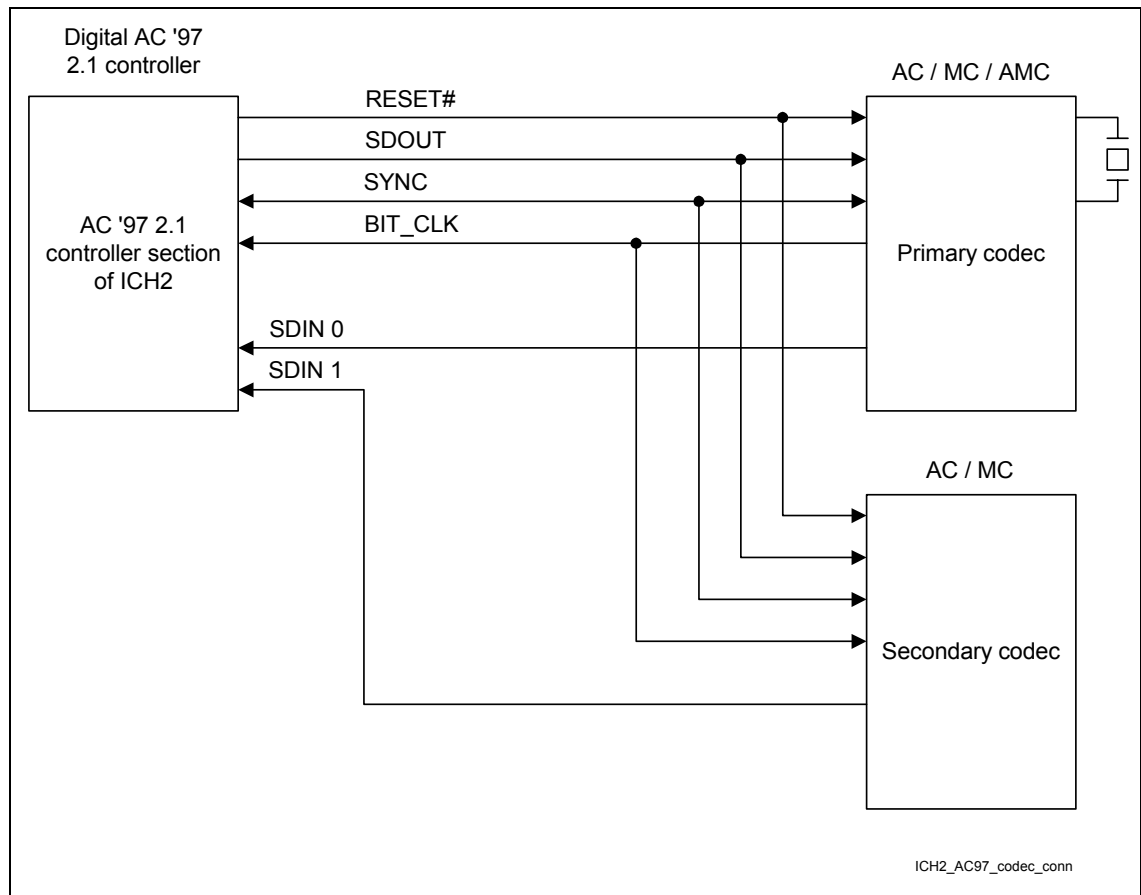 Digital AC '97
2.1 controller
AC / MC / AMC
RESET#
SDOUT
SYNC
BIT_CLK
AC '97 2.1
controller section
of ICH2
Primary codec
SDIN 0
SDIN 1
AC / MC
Secondary codec
ICH2_AC97_codec_conn